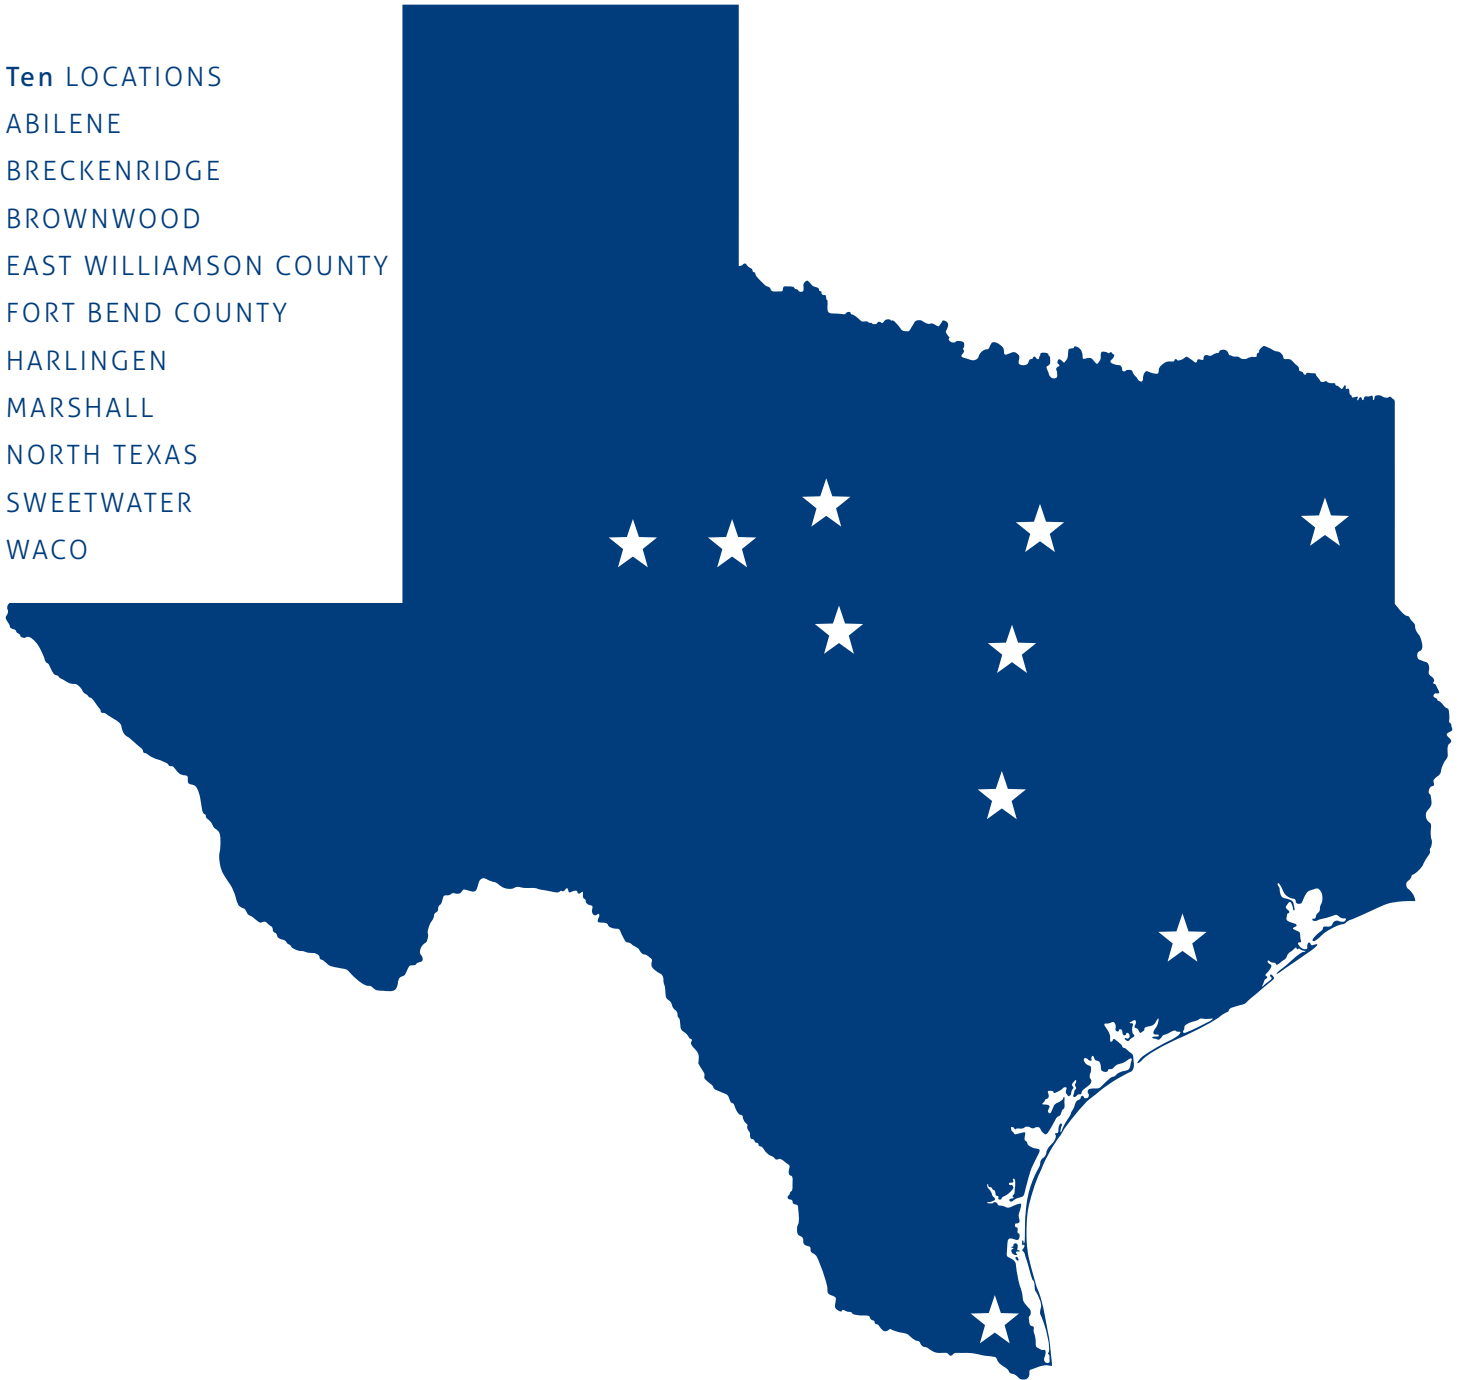 Ten LOCATIONS
ABILENE
BRECKENRIDGE
BROWNWOOD
EAST WILLIAMSON COUNTY
FORT BEND COUNTY
HARLINGEN
MARSHALL
NORTH TEXAS
SWEETWATER
WACO